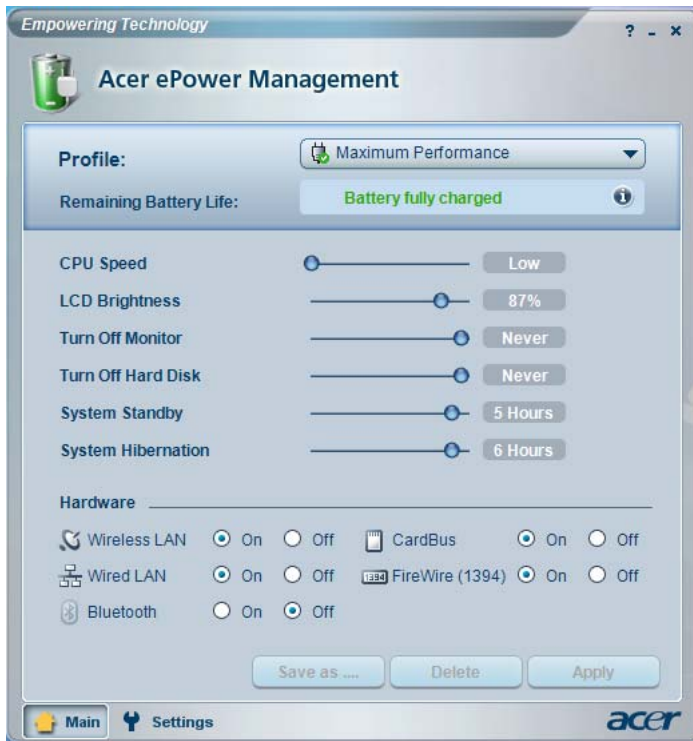 Empowering Technology
? - ×
Acer ePower Management
Profile: Maximum Performance
Remaining Battery Life: Battery fully charged
CPU Speed Low
LCD Brightness 87%
Turn Off Monitor Never
Turn Off Hard Disk Never
System Standby 5 Hours
System Hibernation 6 Hours
Hardware
Wireless LAN On Off CardBus On Off
Wired LAN On Off 1394 FireWire (1394) On Off
Bluetooth On Off
Save as .... Delete Apply
Main Settings acer